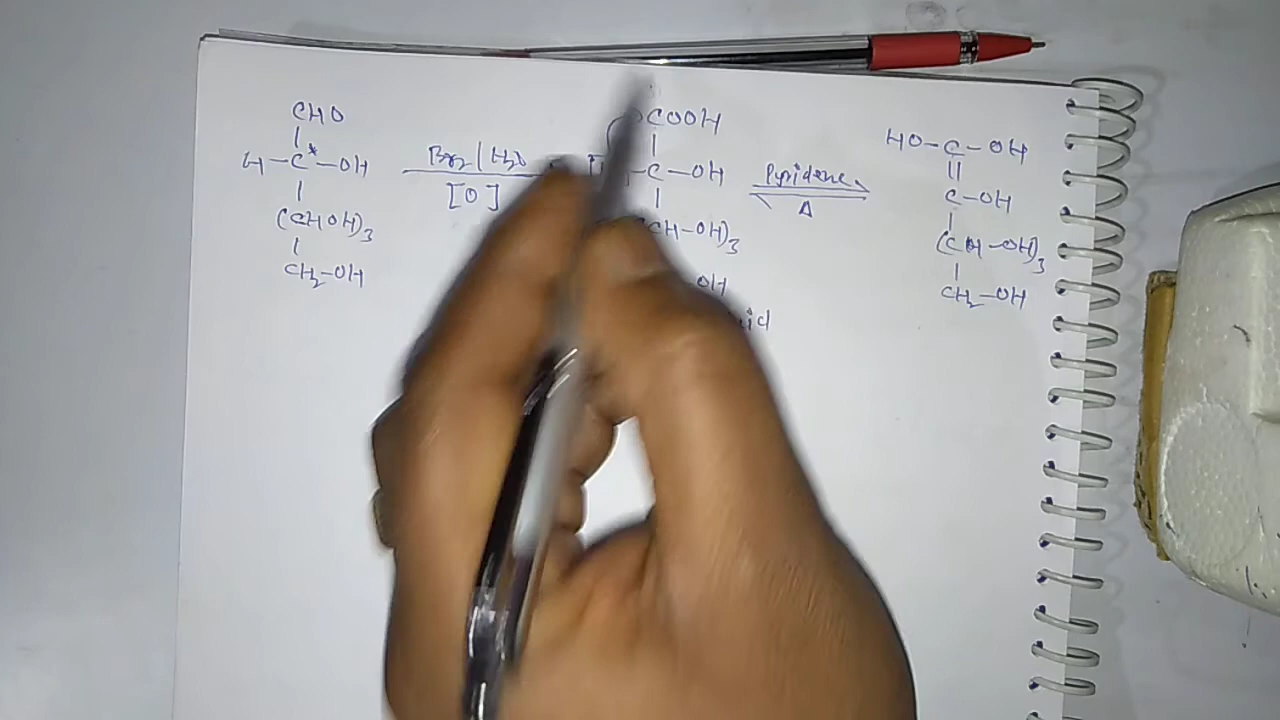 CHO
H-C*-OH
(CHOH)3
CH2-OH
Br2/H2O
[O]
COOH
C-OH
CH-OH)3
OH
Pyridene
Δ
HO-C-OH
||
C-OH
(CH-OH)3
CH2-OH